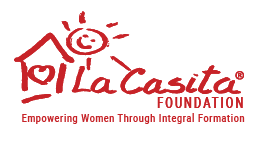 La Casita®
FOUNDATION
Empowering Women Through Integral Formation